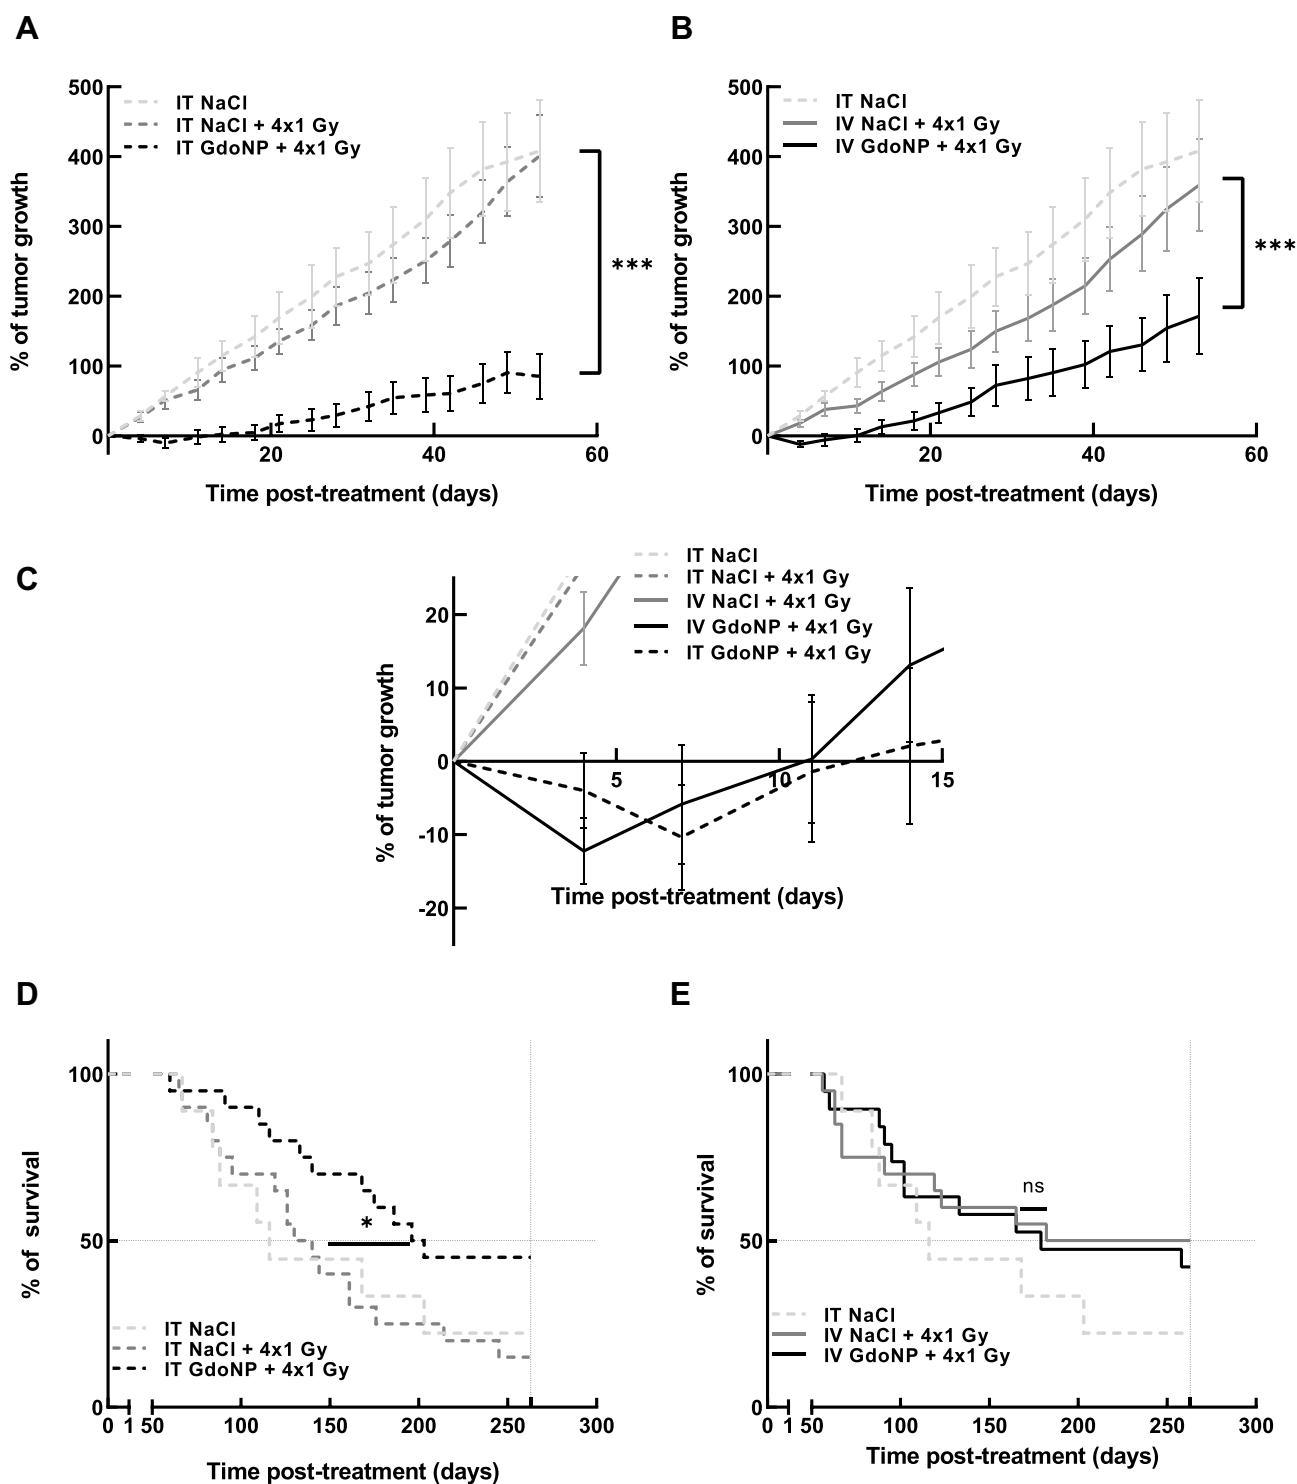 A
B
500
400
300
200
100
0
20
40
60
% of tumor growth
Time post-treatment (days)
IT NaCl
IT NaCl + 4x1 Gy
IT GdoNP + 4x1 Gy
***
500
400
300
200
100
0
20
40
60
% of tumor growth
Time post-treatment (days)
IT NaCl
IV NaCl + 4x1 Gy
IV GdoNP + 4x1 Gy
***
C
IT NaCl
IT NaCl + 4x1 Gy
IV NaCl + 4x1 Gy
IV GdoNP + 4x1 Gy
IT GdoNP + 4x1 Gy
20
10
0
-10
-20
5
10
15
% of tumor growth
Time post-treatment (days)
D
E
100
50
0
0 1 50 100 150 200 250 300
% of survival
*
IT NaCl
IT NaCl + 4x1 Gy
IT GdoNP + 4x1 Gy
Time post-treatment (days)
100
50
0
0 1 50 100 150 200 250 300
% of survival
ns
IT NaCl
IV NaCl + 4x1 Gy
IV GdoNP + 4x1 Gy
Time post-treatment (days)